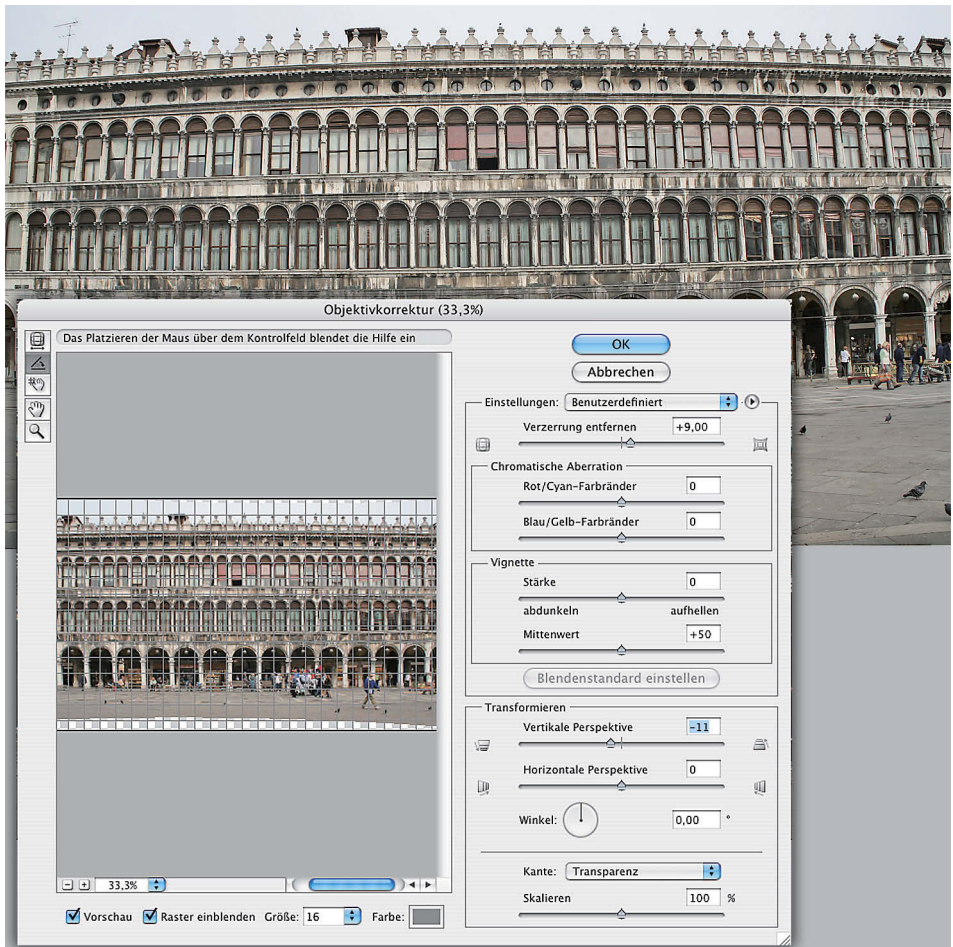 Objektivkorrektur (33,3%)
Das Platzieren der Maus über dem Kontrolfeld blendet die Hilfe ein
OK
Abbrechen
Einstellungen: Benutzerdefiniert
Verzerrung entfernen +9,00
Chromatische Aberration
Rot/Cyan-Farbränder 0
Blau/Gelb-Farbränder 0
Vignette
Stärke 0
abdunkeln aufhellen
Mittenwert +50
Blendenstandard einstellen
Transformieren
Vertikale Perspektive -11
Horizontale Perspektive 0
Winkel: 0,00 °
Kante: Transparenz
Skalieren 100 %
33,3%
Vorschau Raster einblenden Größe: 16 Farbe: